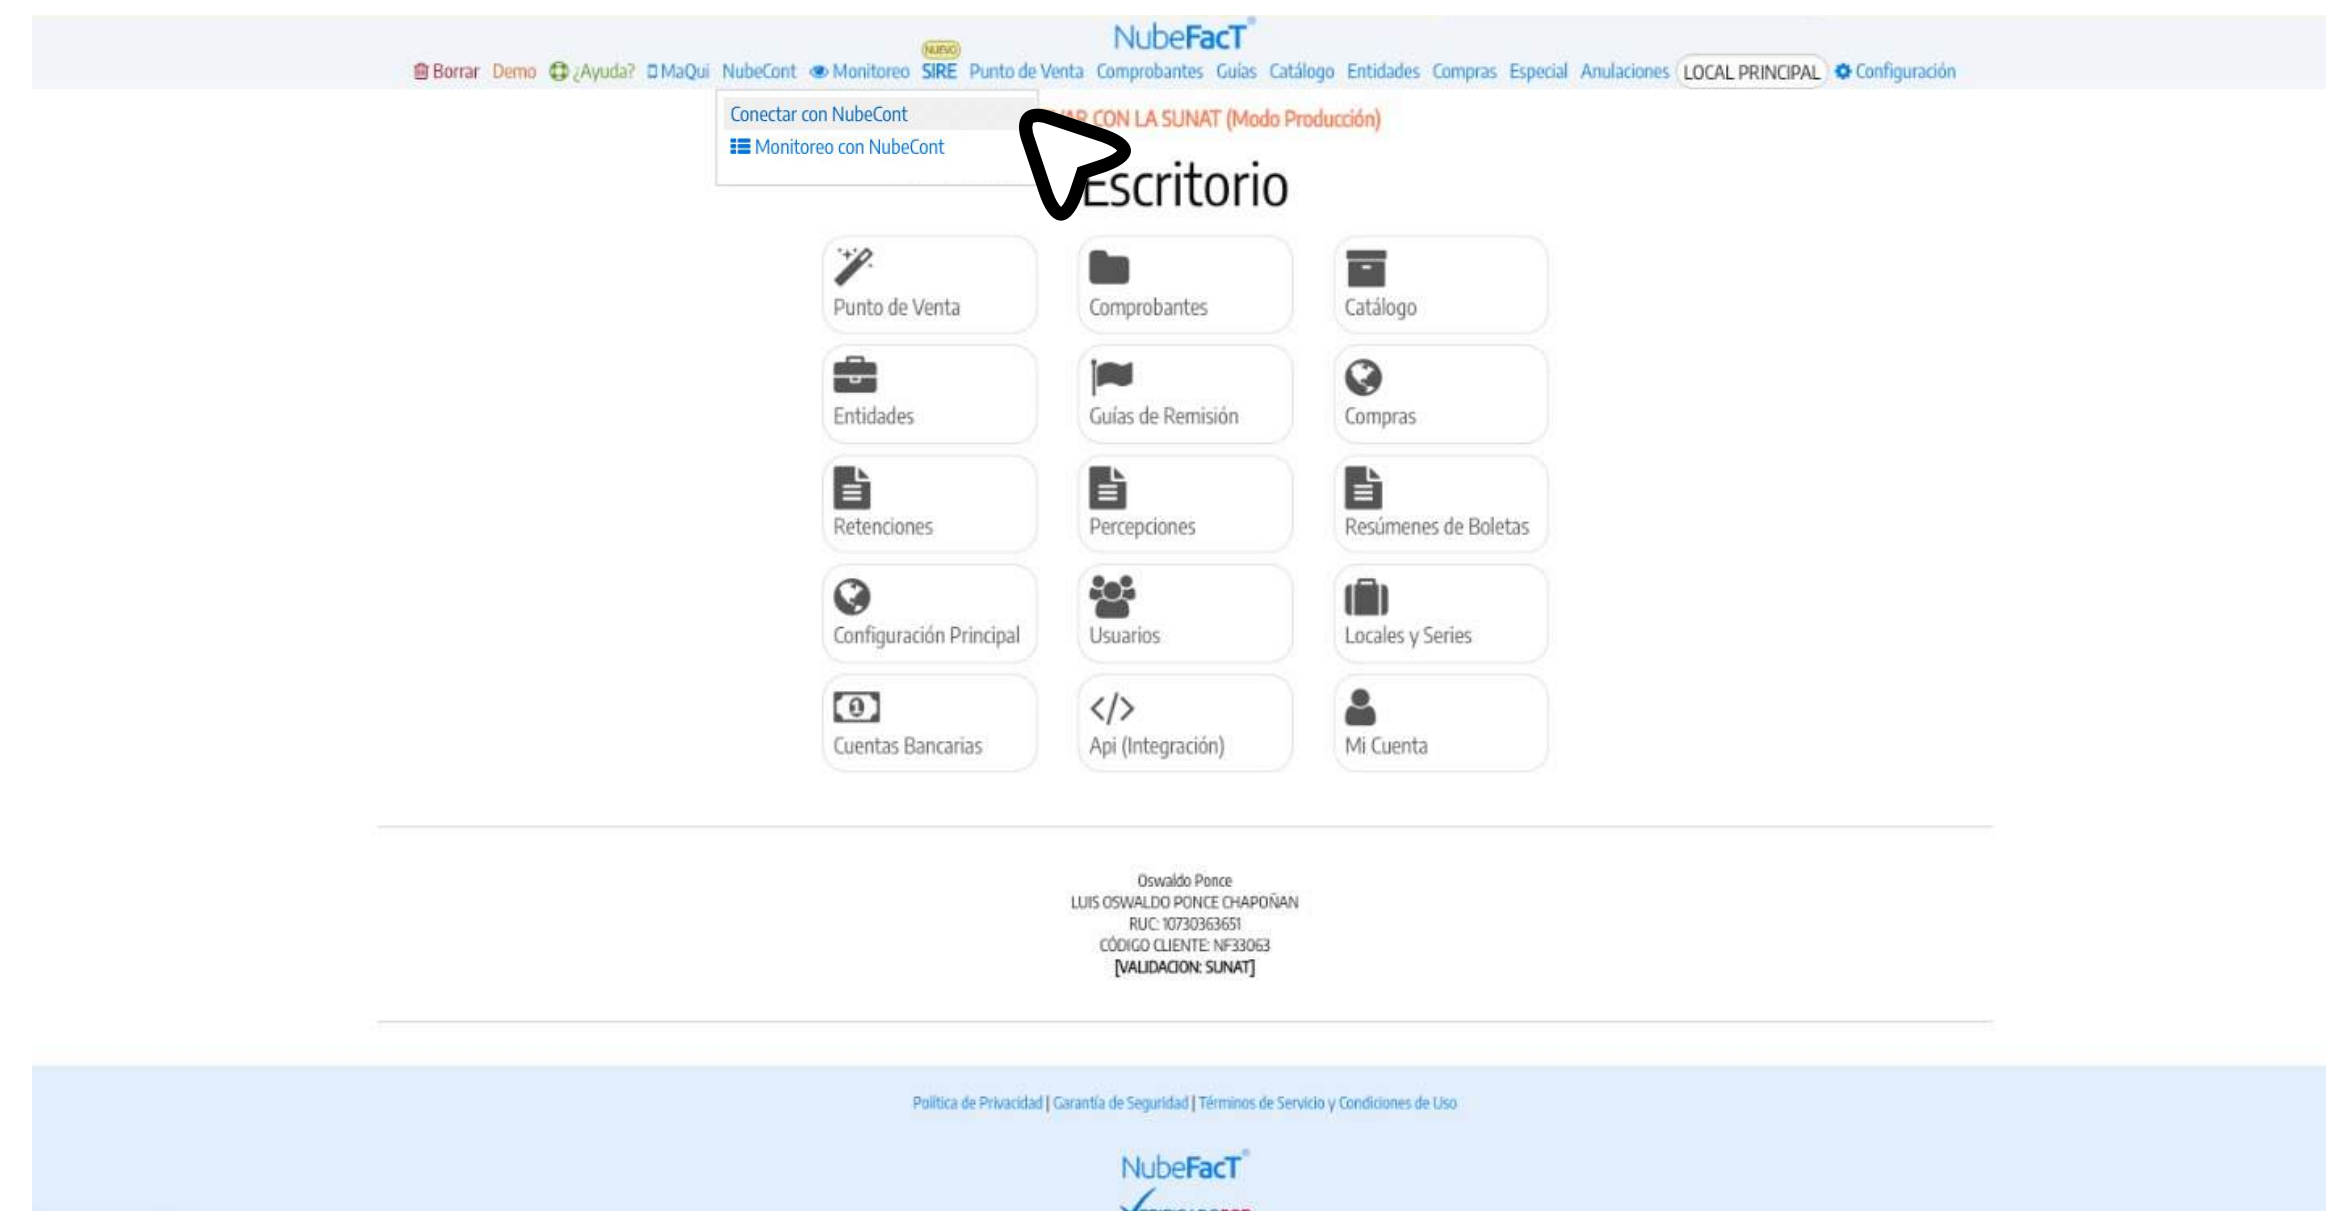 NubeFacT®
NUEVO
Borrar Demo ¿Ayuda? MaQui NubeCont Monitoreo SIRE Punto de Venta Comprobantes Guías Catálogo Entidades Compras Especial Anulaciones LOCAL PRINCIPAL Configuración
Conectar con NubeCont
CON LA SUNAT (Modo Producción)
Monitoreo con NubeCont
Escritorio
Punto de Venta
Comprobantes
Catálogo
Entidades
Guías de Remisión
Compras
Retenciones
Percepciones
Resúmenes de Boletas
Configuración Principal
Usuarios
Locales y Series
Cuentas Bancarias
Api (Integración)
Mi Cuenta
Oswaldo Ponce
LUIS OSWALDO PONCE CHAPOÑAN
RUC: 10730363651
CÓDIGO CLIENTE: NF33063
[VALIDACION: SUNAT]
Política de Privacidad | Garantía de Seguridad | Términos de Servicio y Condiciones de Uso
NubeFacT®